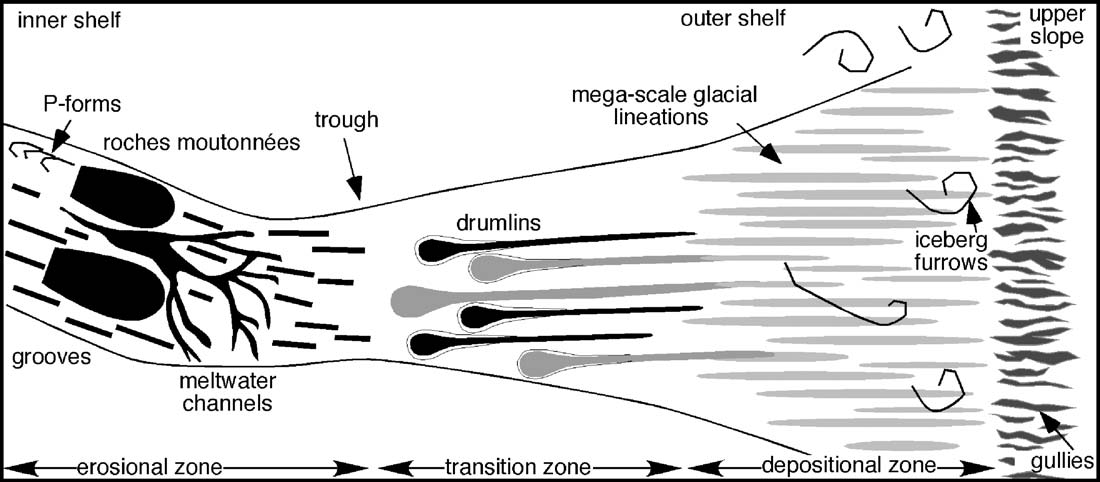 inner shelf
outer shelf
upper
slope
P-forms
roches moutonnées
trough
mega-scale glacial
lineations
drumlins
iceberg
furrows
grooves
meltwater
channels
gullies
erosional zone
transition zone
depositional zone